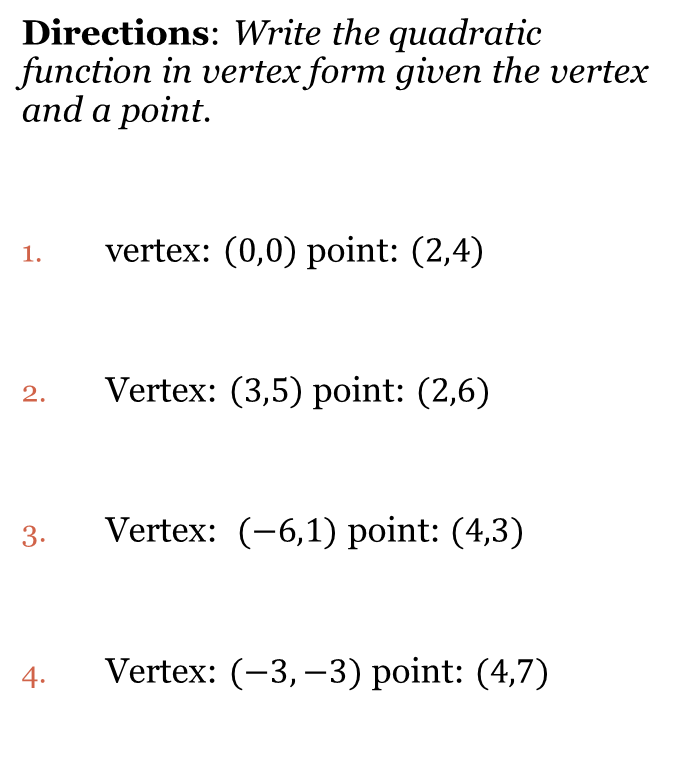 Directions: Write the quadratic
function in vertex form given the vertex
and a point.
1. vertex: (0,0) point: (2,4)
2. Vertex: (3,5) point: (2,6)
3. Vertex: (−6,1) point: (4,3)
4. Vertex: (−3,−3) point: (4,7)